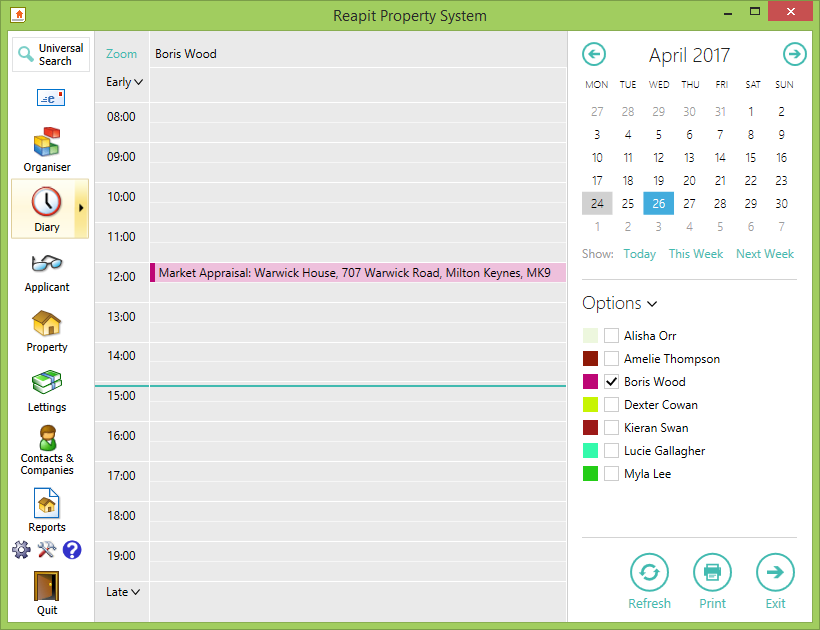 Reapit Property System
Universal
Search
e
Organiser
Diary
Applicant
Property
Lettings
Contacts &
Companies
Reports
?
Quit
Zoom
Boris Wood
Early
08:00
09:00
10:00
11:00
12:00
Market Appraisal: Warwick House, 707 Warwick Road, Milton Keynes, MK9
13:00
14:00
15:00
16:00
17:00
18:00
19:00
Late
April 2017
MON TUE WED THU FRI SAT SUN
27 28 29 30 31 1 2
3 4 5 6 7 8 9
10 11 12 13 14 15 16
17 18 19 20 21 22 23
24 25 26 27 28 29 30
1 2 3 4 5 6 7
Show: Today This Week Next Week
Options
Alisha Orr
Amelie Thompson
Boris Wood
Dexter Cowan
Kieran Swan
Lucie Gallagher
Myla Lee
Refresh Print Exit